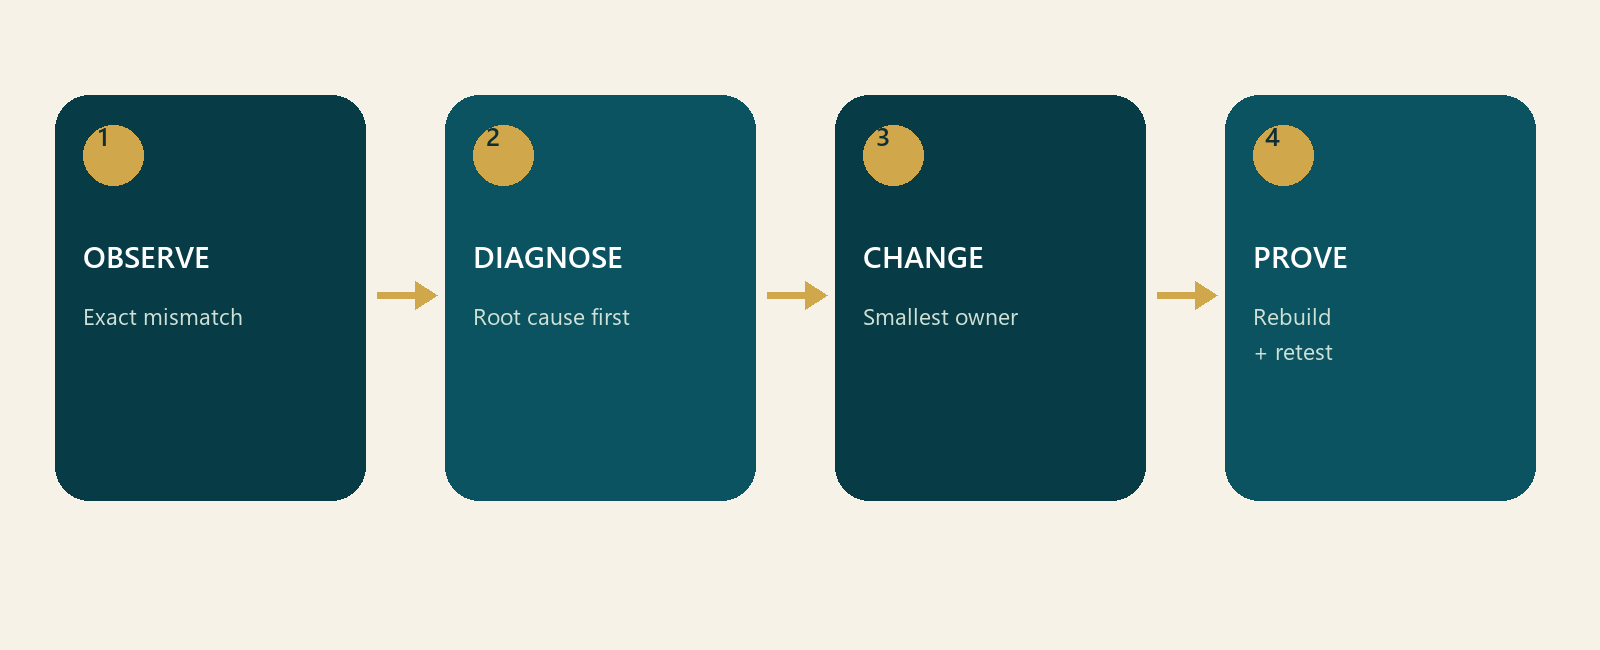 1
OBSERVE
Exact mismatch
2
DIAGNOSE
Root cause first
3
CHANGE
Smallest owner
4
PROVE
Rebuild
+ retest